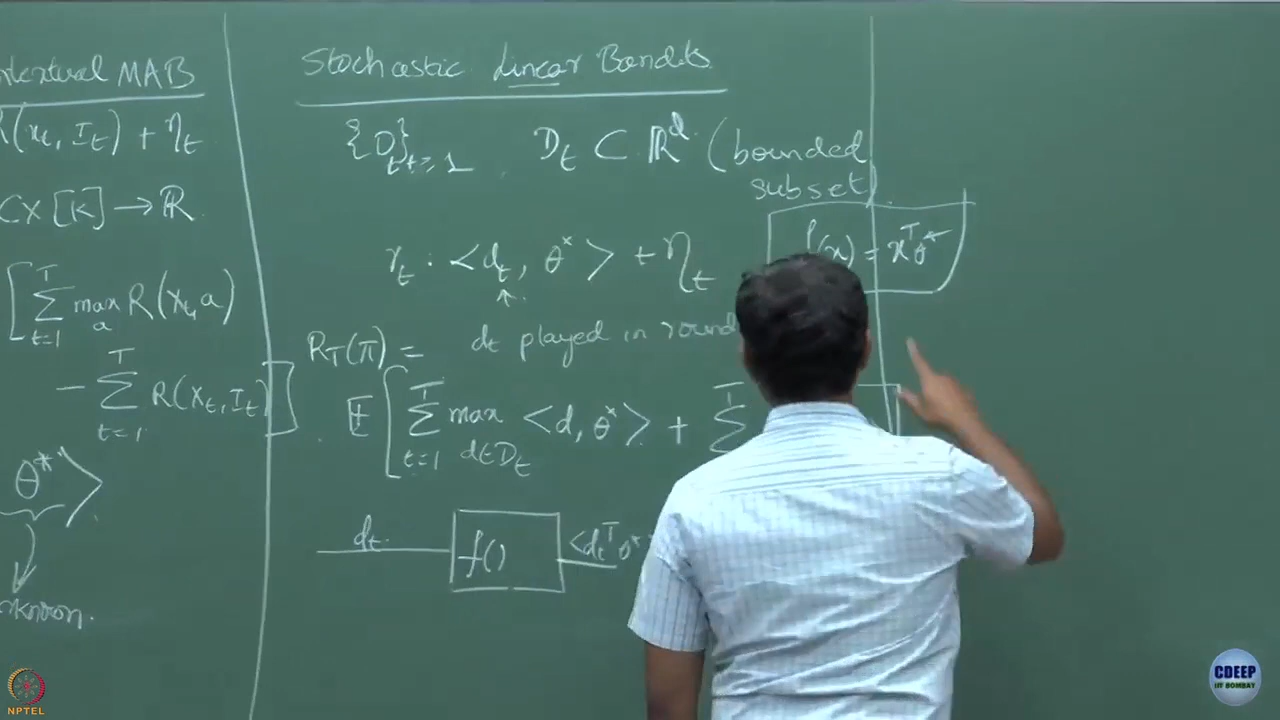 ntextual MAB
R(x_t, I_t) + η_t
C × [K] → ℝ
[ Σ_{t=1}^{T} max_a R(x_t, a)
− Σ_{t=1}^{T} R(x_t, I_t) ]
θ* ⟩
unknown.
Stochastic Linear Bandits
{D_t}_{t=1} D_t ⊂ ℝ^d (bounded
subset)
r_t : <d_t, θ*> + η_t
f(x) = x^T θ*
d_t played in round
R_T(π) =
E [ Σ_{t=1}^{T} max_{d∈D_t} <d, θ*> + Σ^{T}
d_t f() <d_t^T θ*
NPTEL
CDEEP
IIT BOMBAY